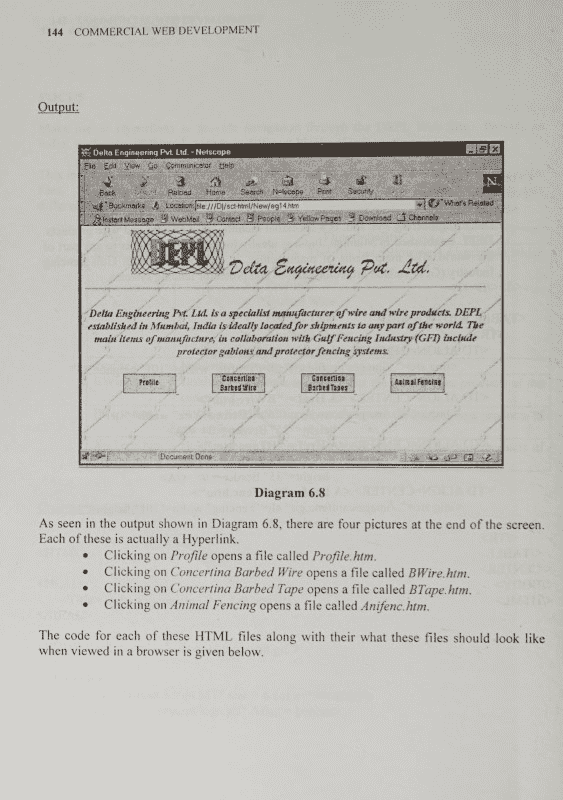 144 COMMERCIAL WEB DEVELOPMENT
Output:
Delta Engineering Pvt. Ltd. - Netscape
File Edit View Go Communicator Help
Back Reload Home Search Netscape Print Security
Bookmarks Location: file:///D|/sct/html/New/eg14.htm What's Related
Instant Message WebMail Contact People Yellow Pages Download Channels
DEPL
Delta Engineering Pvt. Ltd.
Delta Engineering Pvt. Ltd. is a specialist manufacturer of wire and wire products. DEPL,
established in Mumbai, India is ideally located for shipments to any part of the world. The
main items of manufacture, in collaboration with Gulf Fencing Industry (GFI) include
protector gabions and protector fencing systems.
Profile
Concertina
Barbed Wire
Concertina
Barbed Tapes
Animal Fencing
Document: Done
Diagram 6.8
As seen in the output shown in Diagram 6.8, there are four pictures at the end of the screen.
Each of these is actually a Hyperlink.
• Clicking on Profile opens a file called Profile.htm.
• Clicking on Concertina Barbed Wire opens a file called BWire.htm.
• Clicking on Concertina Barbed Tape opens a file called BTape.htm.
• Clicking on Animal Fencing opens a file called Anifenc.htm.
The code for each of these HTML files along with their what these files should look like
when viewed in a browser is given below.